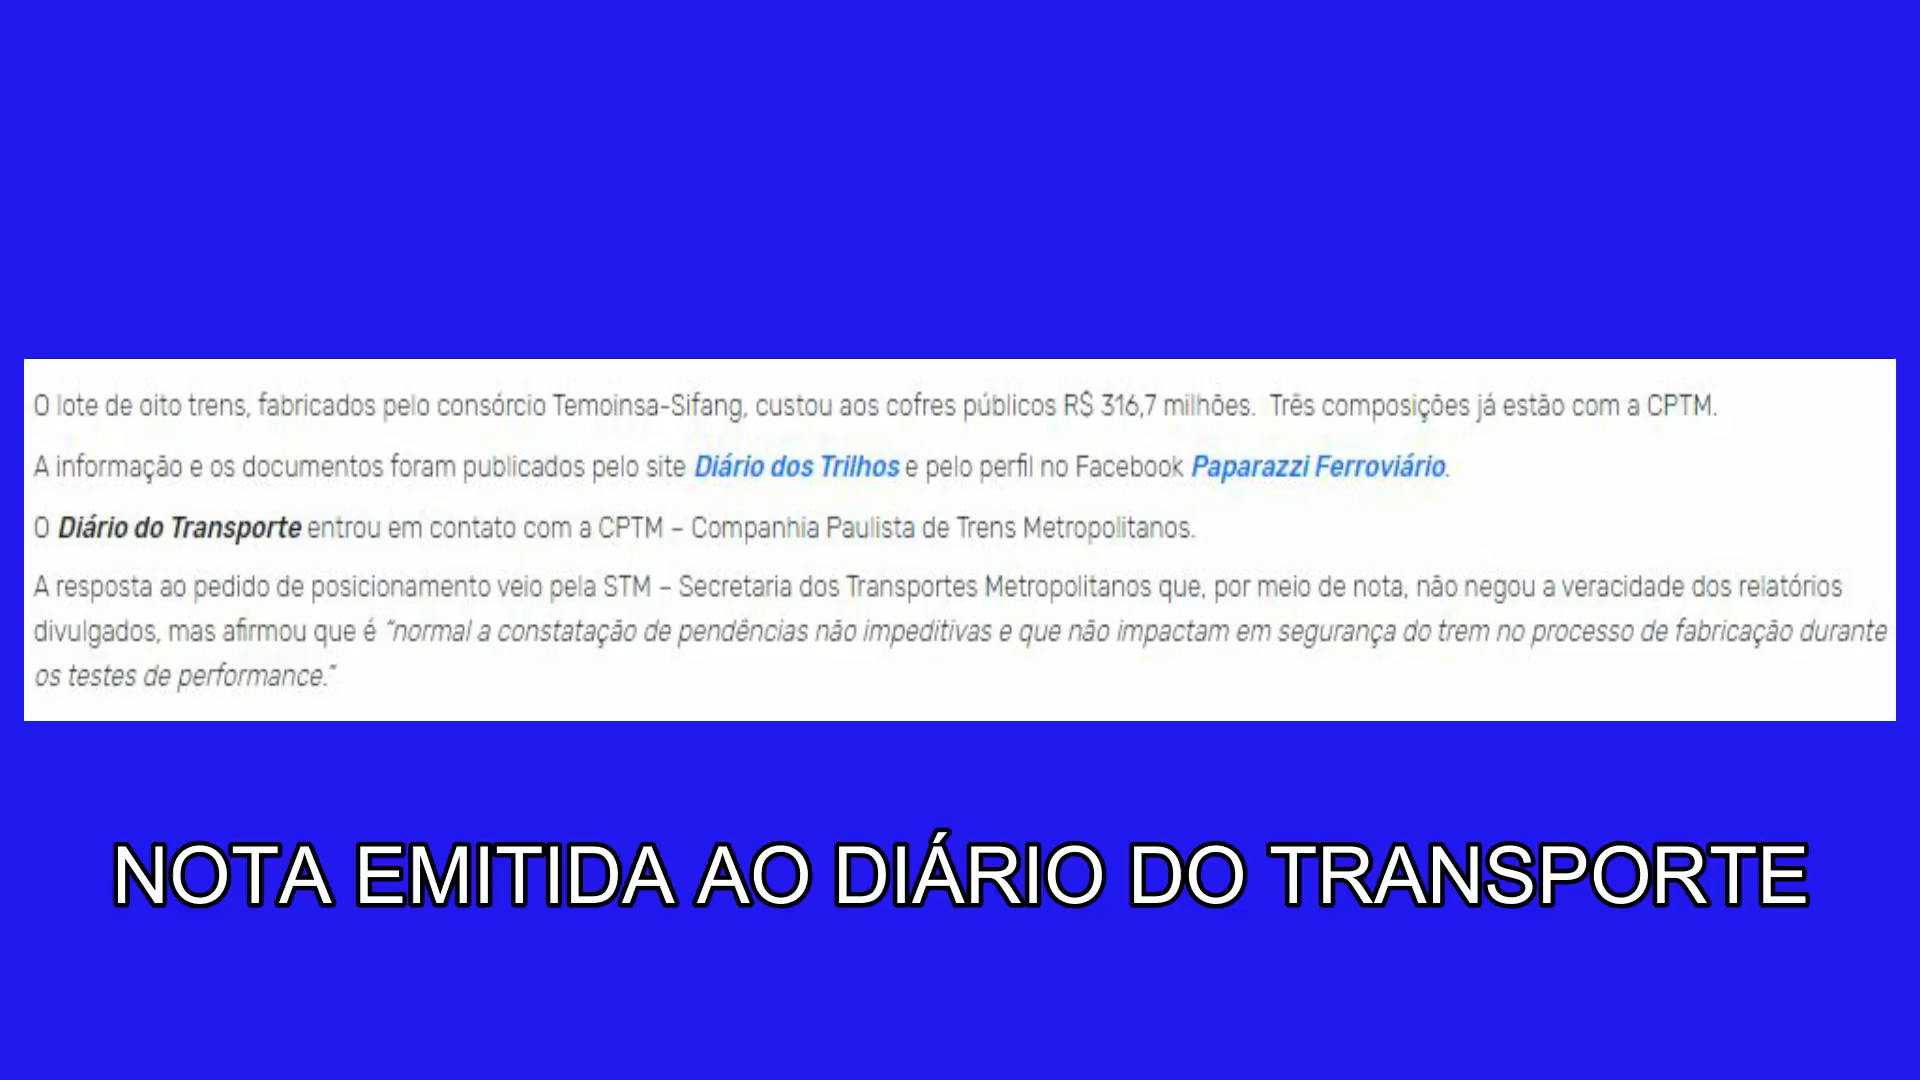 O lote de oito trens, fabricados pelo consórcio Temoinsa-Sifang, custou aos cofres públicos R$ 316,7 milhões.  Três composições já estão com a CPTM.
A informação e os documentos foram publicados pelo site Diário dos Trilhos e pelo perfil no Facebook Paparazzi Ferroviário.
O Diário do Transporte entrou em contato com a CPTM – Companhia Paulista de Trens Metropolitanos.
A resposta ao pedido de posicionamento veio pela STM – Secretaria dos Transportes Metropolitanos que, por meio de nota, não negou a veracidade dos relatórios
divulgados, mas afirmou que é “normal a constatação de pendências não impeditivas e que não impactam em segurança do trem no processo de fabricação durante
os testes de performance.”
NOTA EMITIDA AO DIÁRIO DO TRANSPORTE